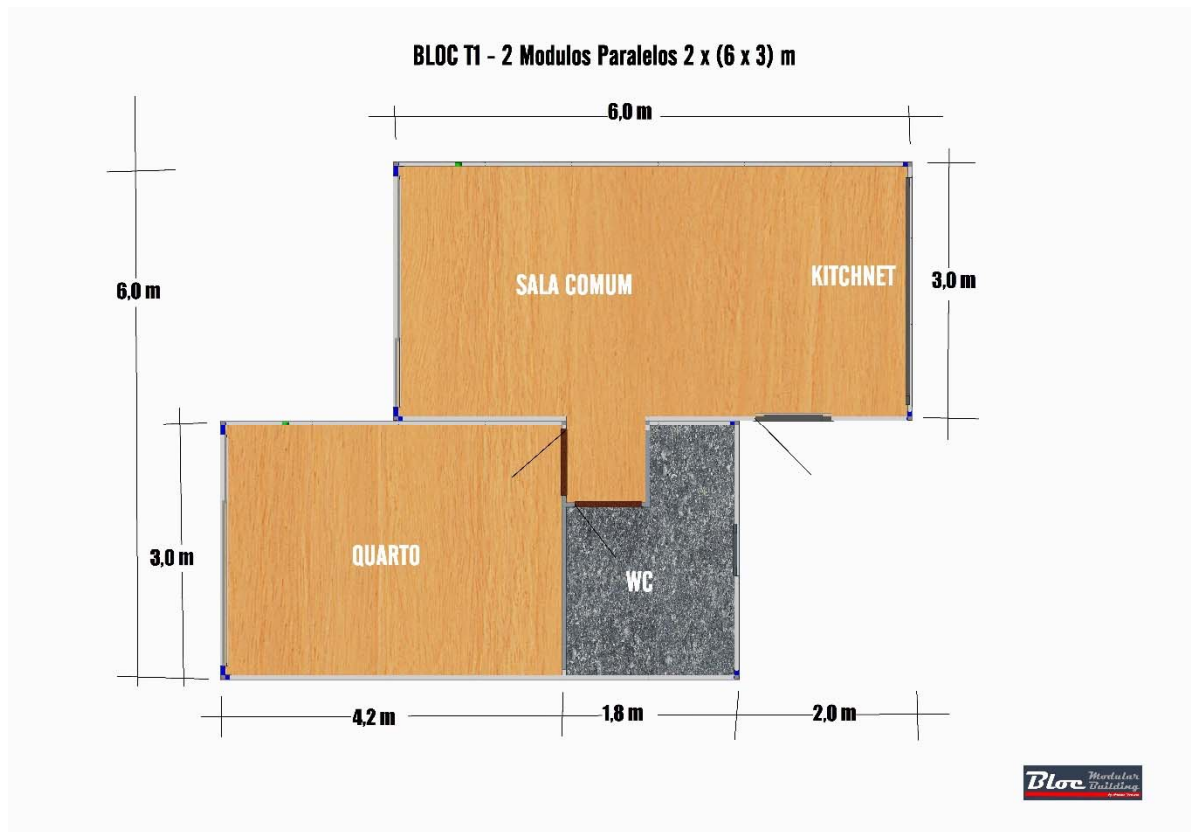 BLOC T1 - 2 Modulos Paralelos 2 x (6 x 3) m
6,0 m
6,0 m
SALA COMUM
KITCHNET
3,0 m
3,0 m
QUARTO
WC
4,2 m
1,8 m
2,0 m
Bloc Modular
Building